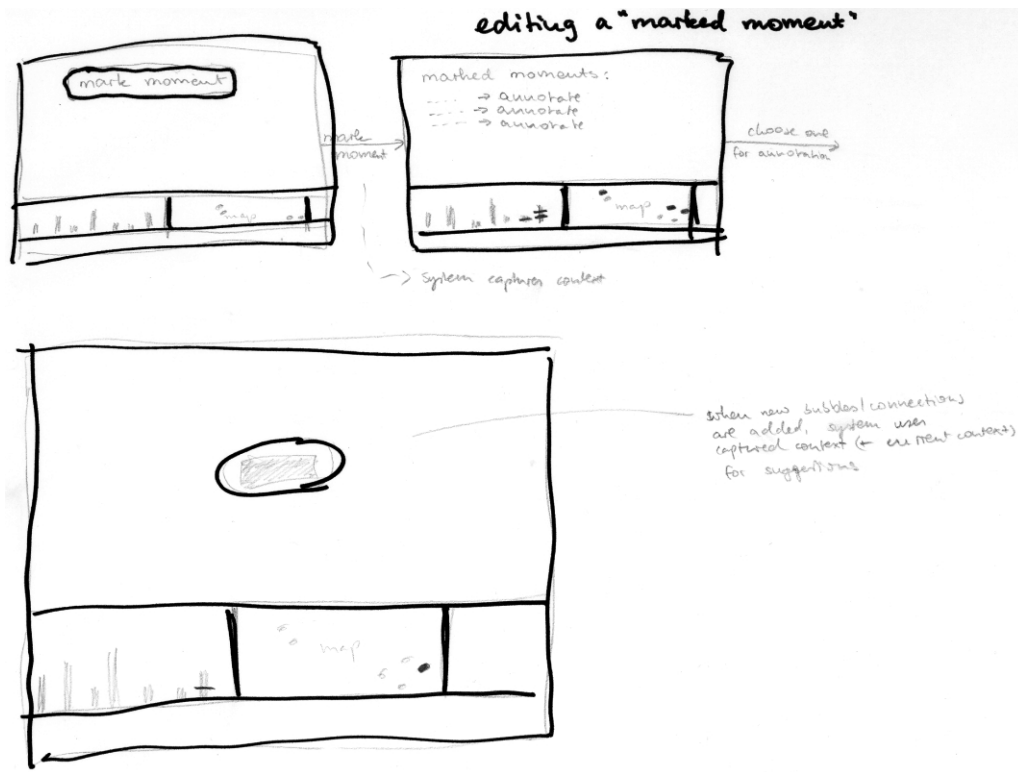 editing a "marked moment"
mark moment
mark
moment
marked moments:
---- → annotate
---- → annotate
---- → annotate
choose one
for annotation
map
map
system captures context
when new bubbles/connections
are added, system uses
captured context (+ current context)
for suggestions
map